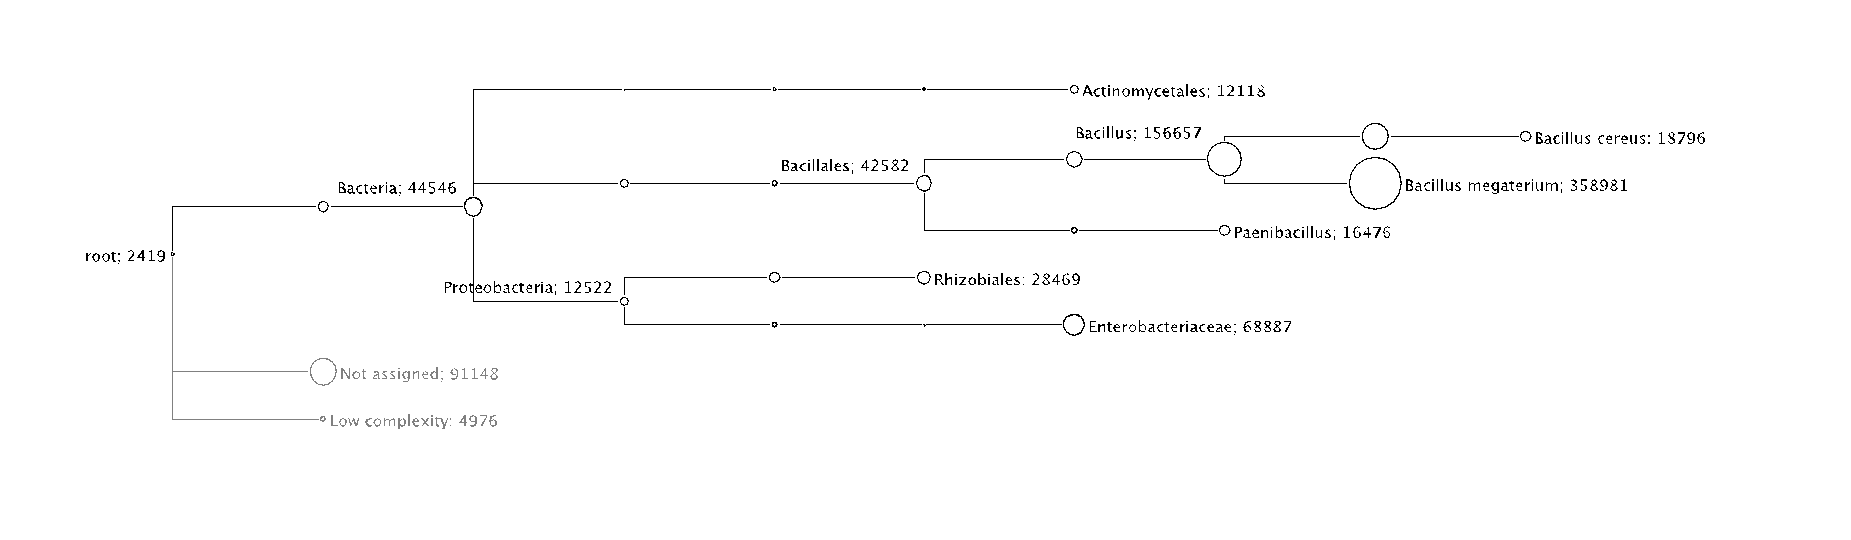 Actinomycetales; 12118
Bacillus; 156657
Bacillus cereus; 18796
Bacillales; 42582
Bacillus megaterium; 358981
Bacteria; 44546
Paenibacillus; 16476
root; 2419
Rhizobiales; 28469
Proteobacteria; 12522
Enterobacteriaceae; 68887
Not assigned; 91148
Low complexity; 4976